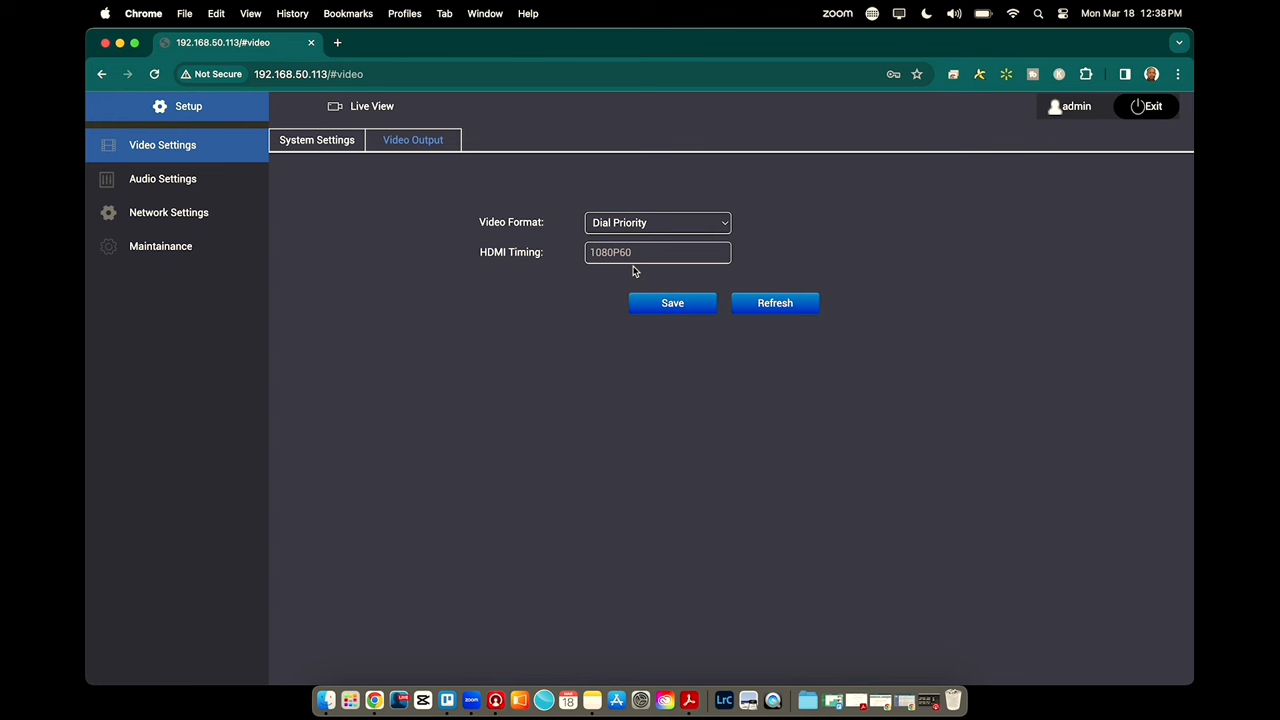 Chrome File Edit View History Bookmarks Profiles Tab Window Help zoom Mon Mar 18 12:38PM
192.168.50.113/#video
Not Secure 192.168.50.113/#video
Setup Live View admin Exit
Video Settings System Settings Video Output
Audio Settings
Network Settings
Maintainance
Video Format: Dial Priority
HDMI Timing: 1080P60
Save Refresh
zoom LrC